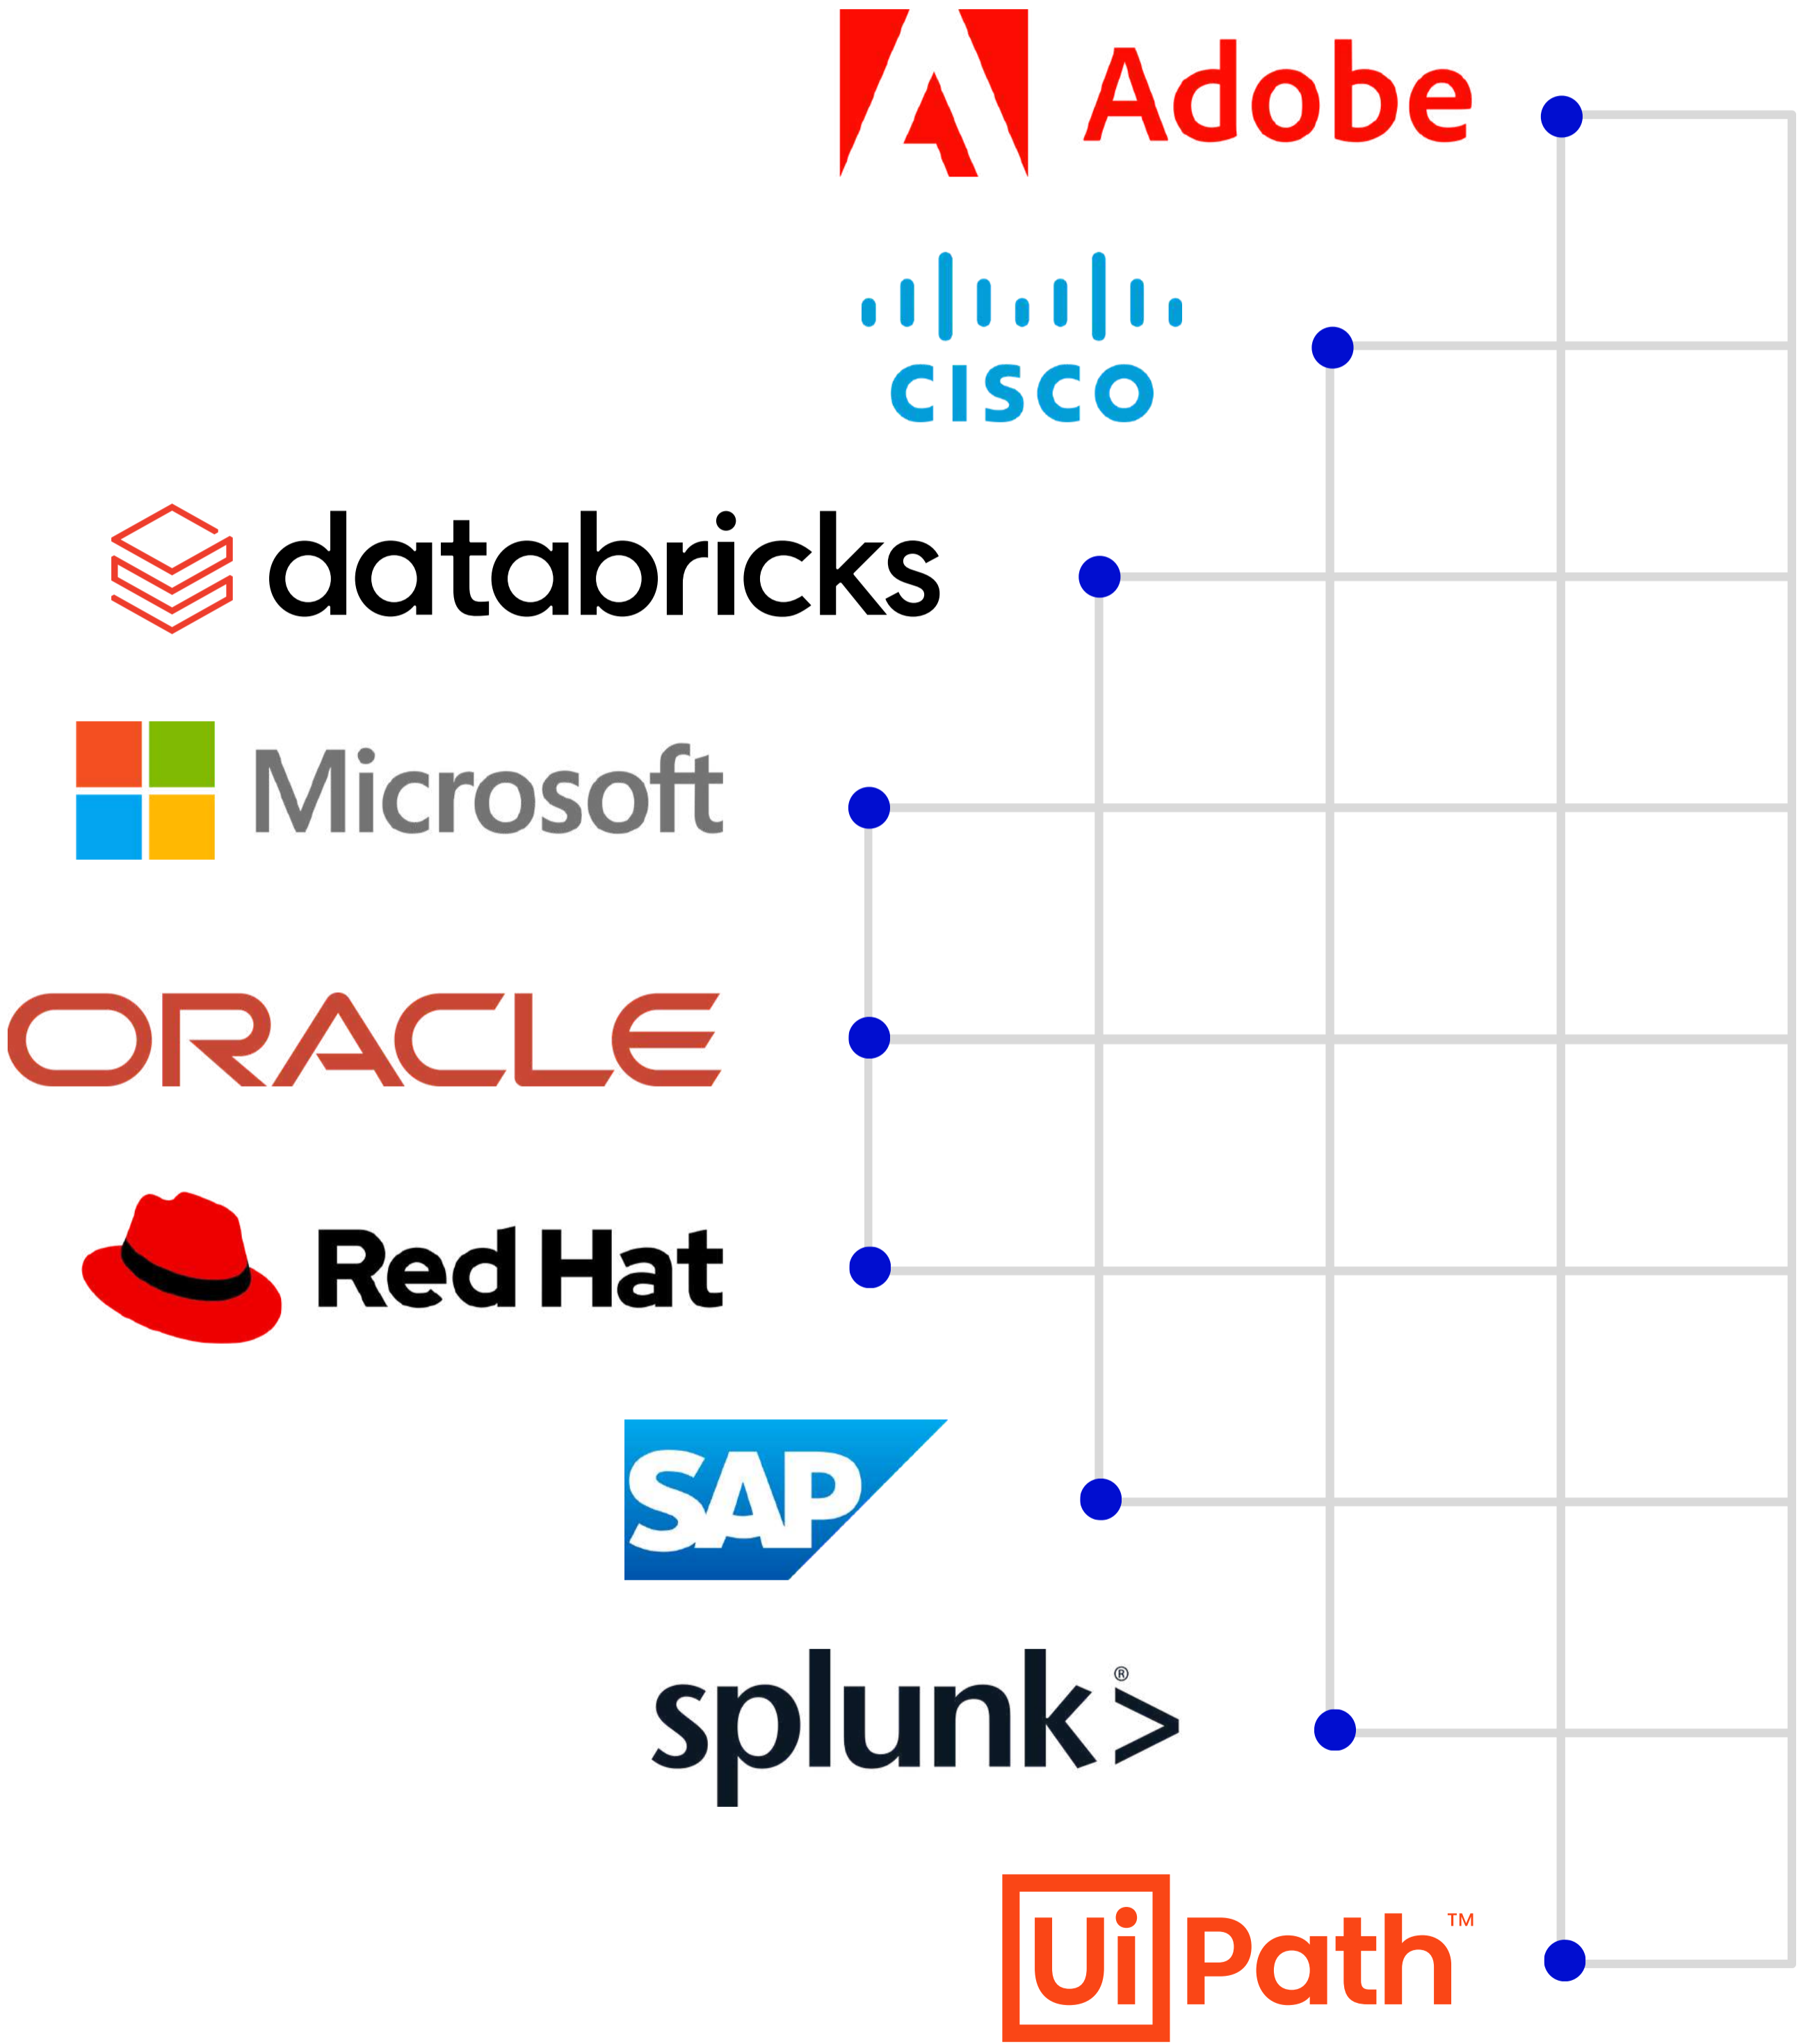 Adobe
CISCO
databricks
Microsoft
ORACLE
Red Hat
SAP
splunk>®
UiPath™